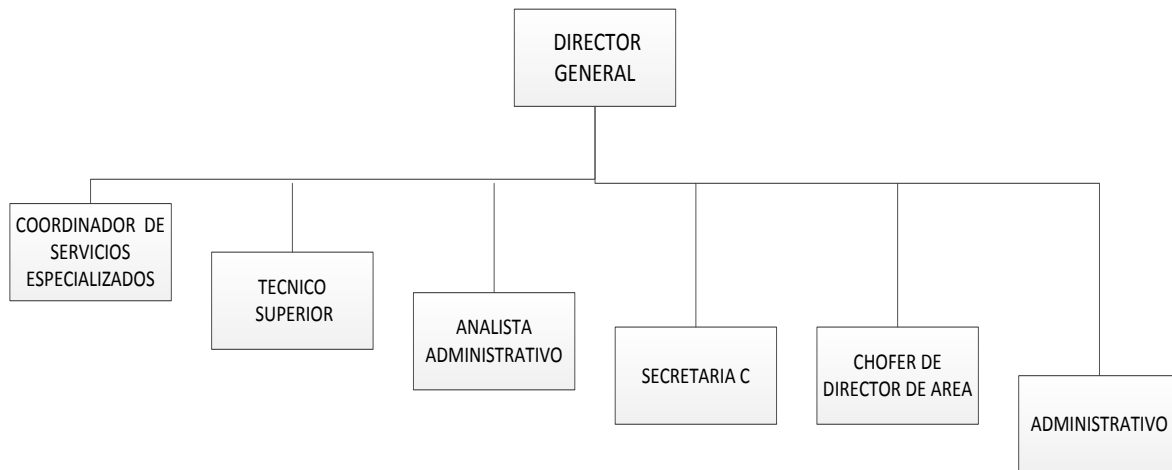 DIRECTOR
GENERAL
COORDINADOR DE
SERVICIOS
ESPECIALIZADOS
TECNICO
SUPERIOR
ANALISTA
ADMINISTRATIVO
SECRETARIA C
CHOFER DE
DIRECTOR DE AREA
ADMINISTRATIVO